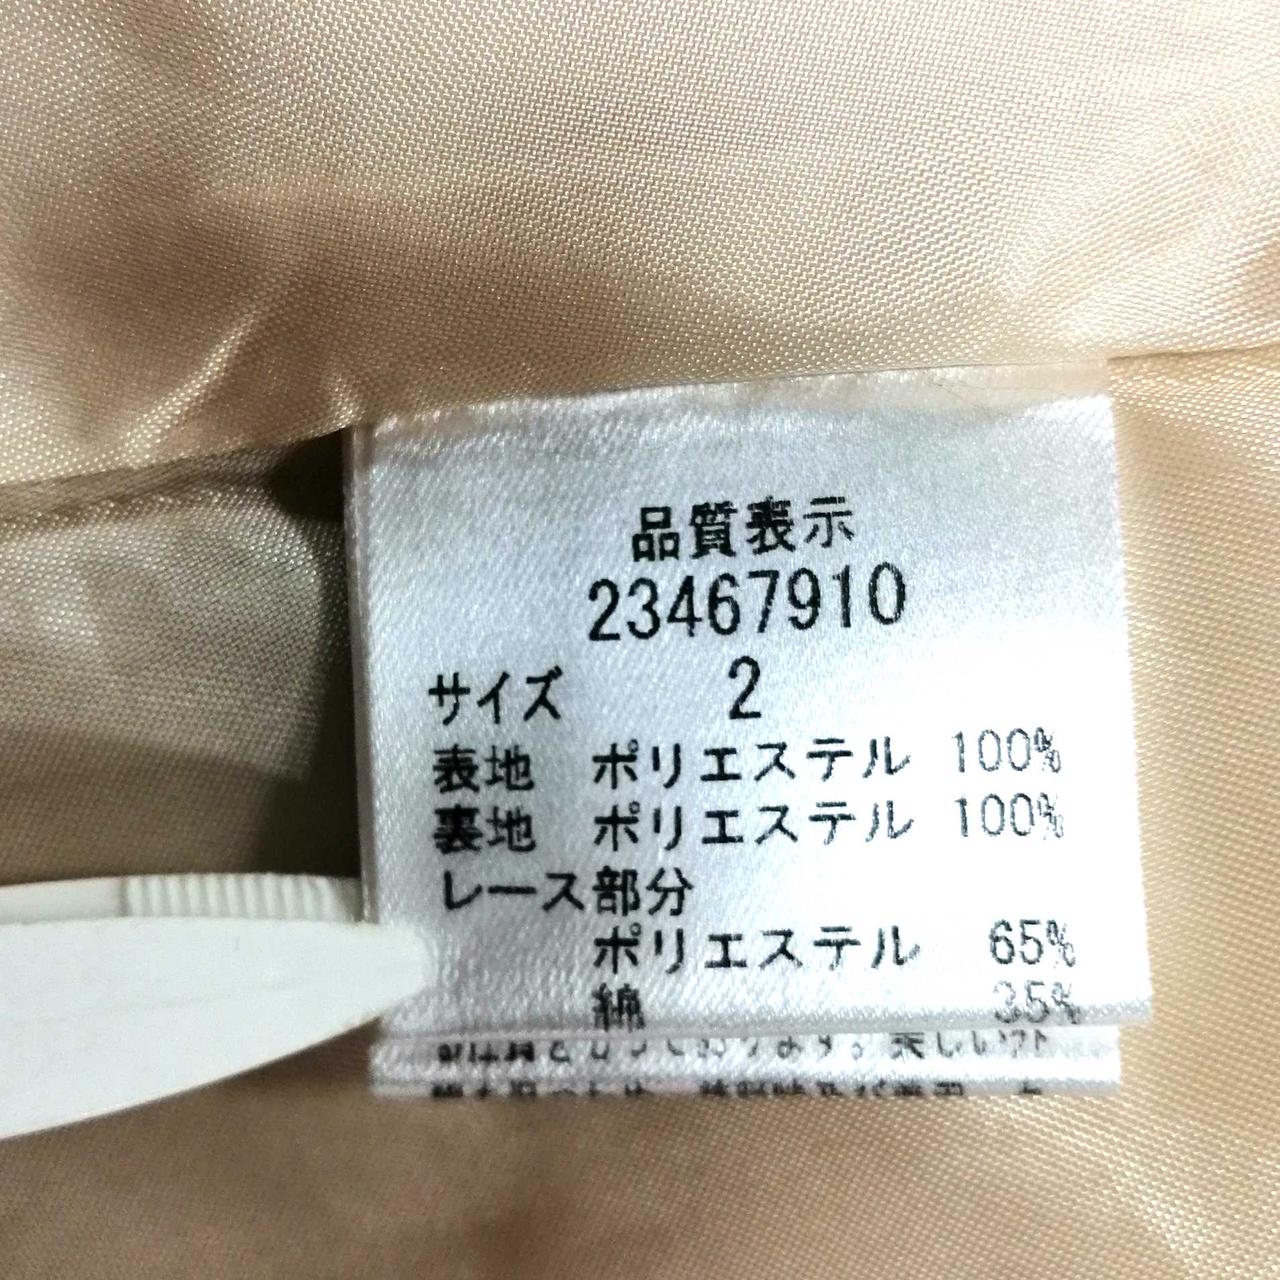 品質表示
23467910
サイズ 2
表地 ポリエステル 100%
裏地 ポリエステル 100%
レース部分
ポリエステル 65%
綿 35%